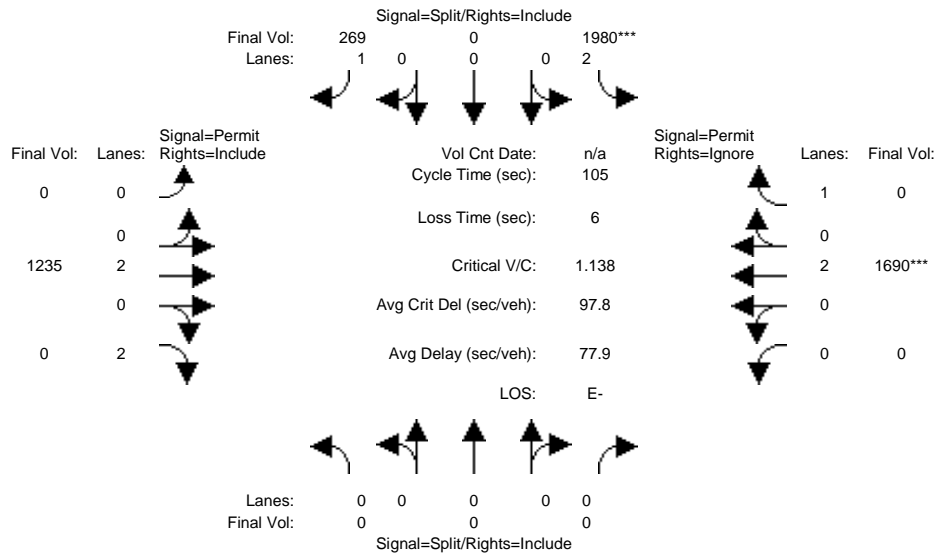 Signal=Split/Rights=Include
Final Vol: 269 0 1980***
Lanes: 1 0 0 0 2
Signal=Permit
Final Vol: Lanes: Rights=Include
Vol Cnt Date: n/a
Signal=Permit
Rights=Ignore Lanes: Final Vol:
Cycle Time (sec): 105
0 0
1 0
Loss Time (sec): 6
0
0
1235 2
Critical V/C: 1.138
2 1690***
0
Avg Crit Del (sec/veh): 97.8
0
0 2
Avg Delay (sec/veh): 77.9
0 0
LOS: E-
Lanes: 0 0 0 0 0
Final Vol: 0 0 0
Signal=Split/Rights=Include